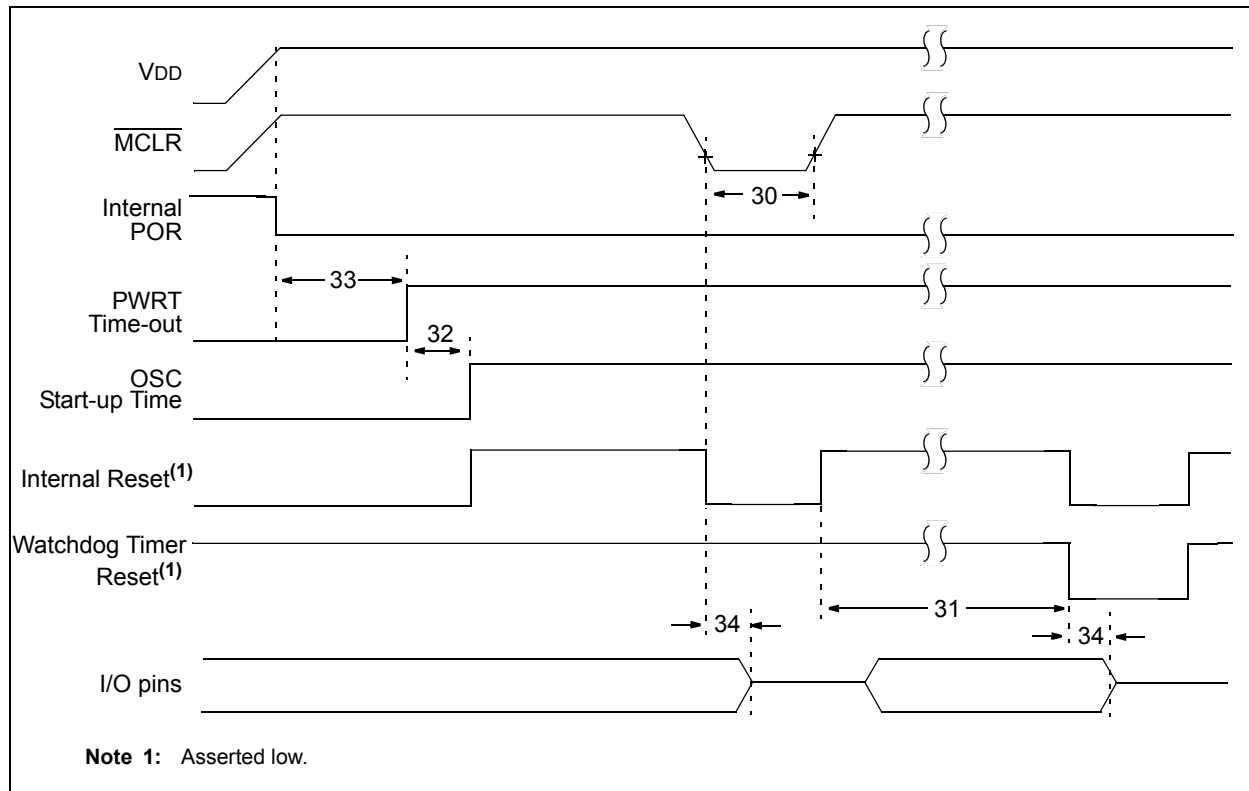 VDD
MCLR
30
Internal
POR
33
PWRT
Time-out
32
OSC
Start-up Time
Internal Reset(1)
Watchdog Timer
Reset(1)
31
34
34
I/O pins
Note 1: Asserted low.